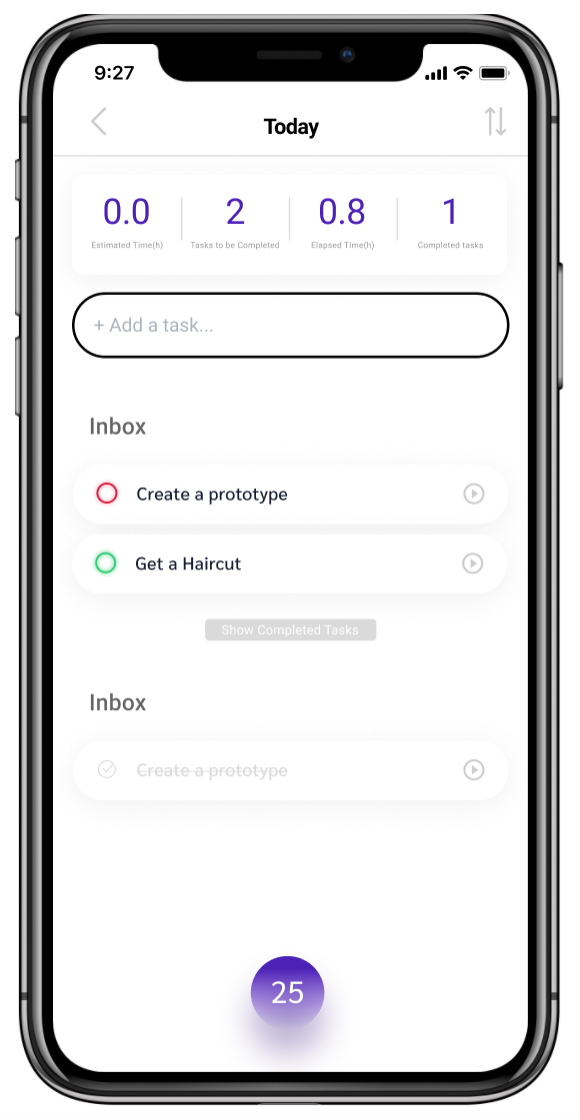 9:27
Today
0.0 2 0.8 1
Estimated Time(h) Tasks to be Completed Elapsed Time(h) Completed tasks
+ Add a task...
Inbox
Create a prototype
Get a Haircut
Show Completed Tasks
Inbox
Create a prototype
25